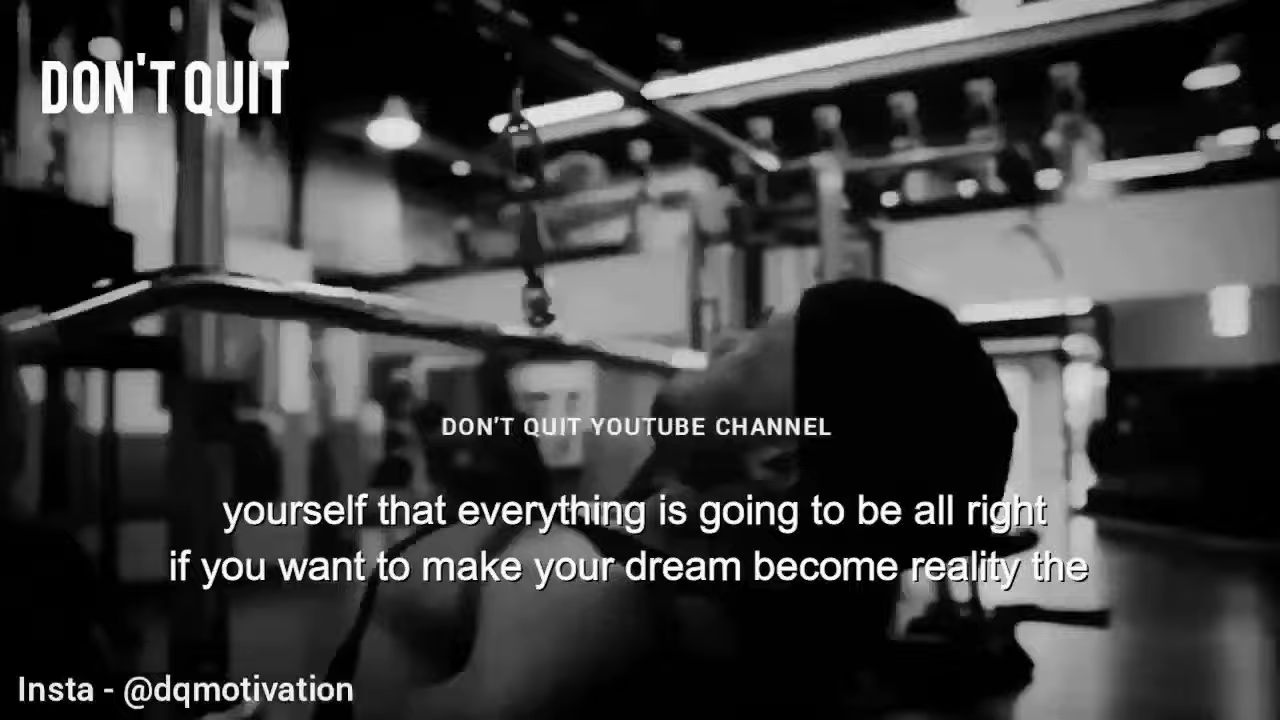 DON'T QUIT
DON'T QUIT YOUTUBE CHANNEL
yourself that everything is going to be all right
if you want to make your dream become reality the
Insta - @dqmotivation